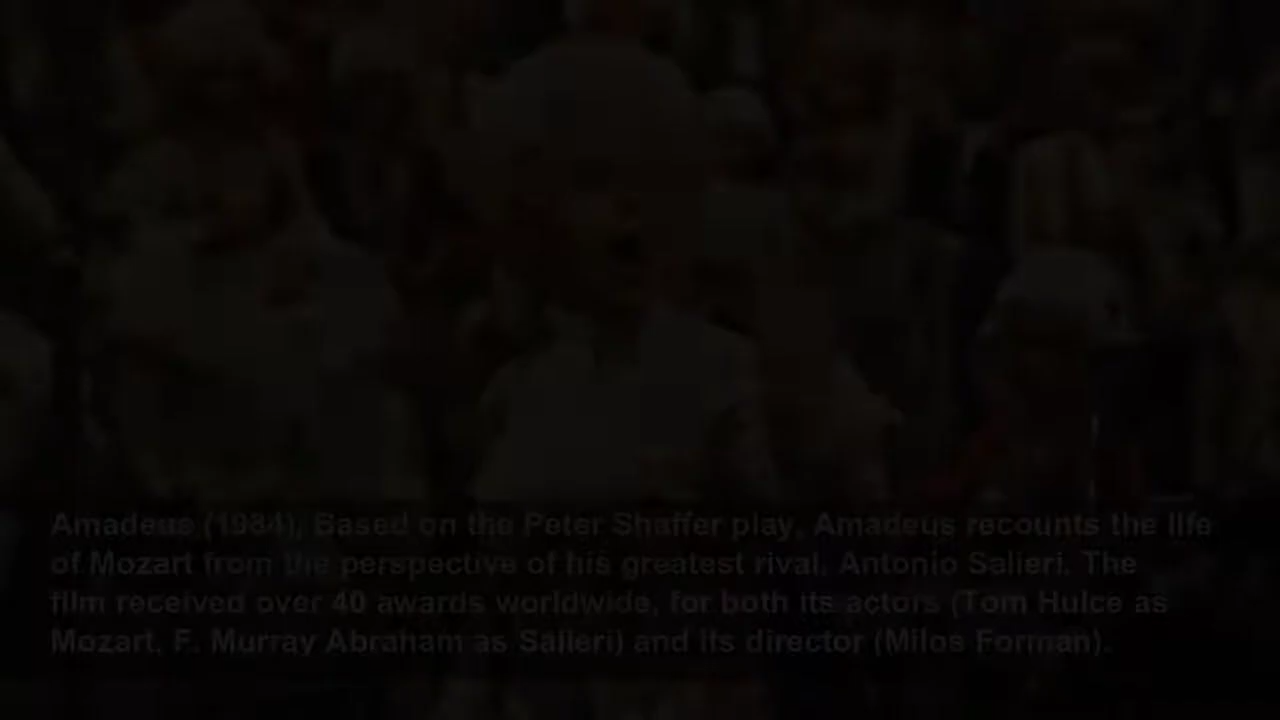 Amadeus (1984). Based on the Peter Shaffer play, Amadeus recounts the life
of Mozart from the perspective of his greatest rival, Antonio Salieri. The
film received over 40 awards worldwide, for both its actors (Tom Hulce as
Mozart, F. Murray Abraham as Salieri) and its director (Milos Forman).